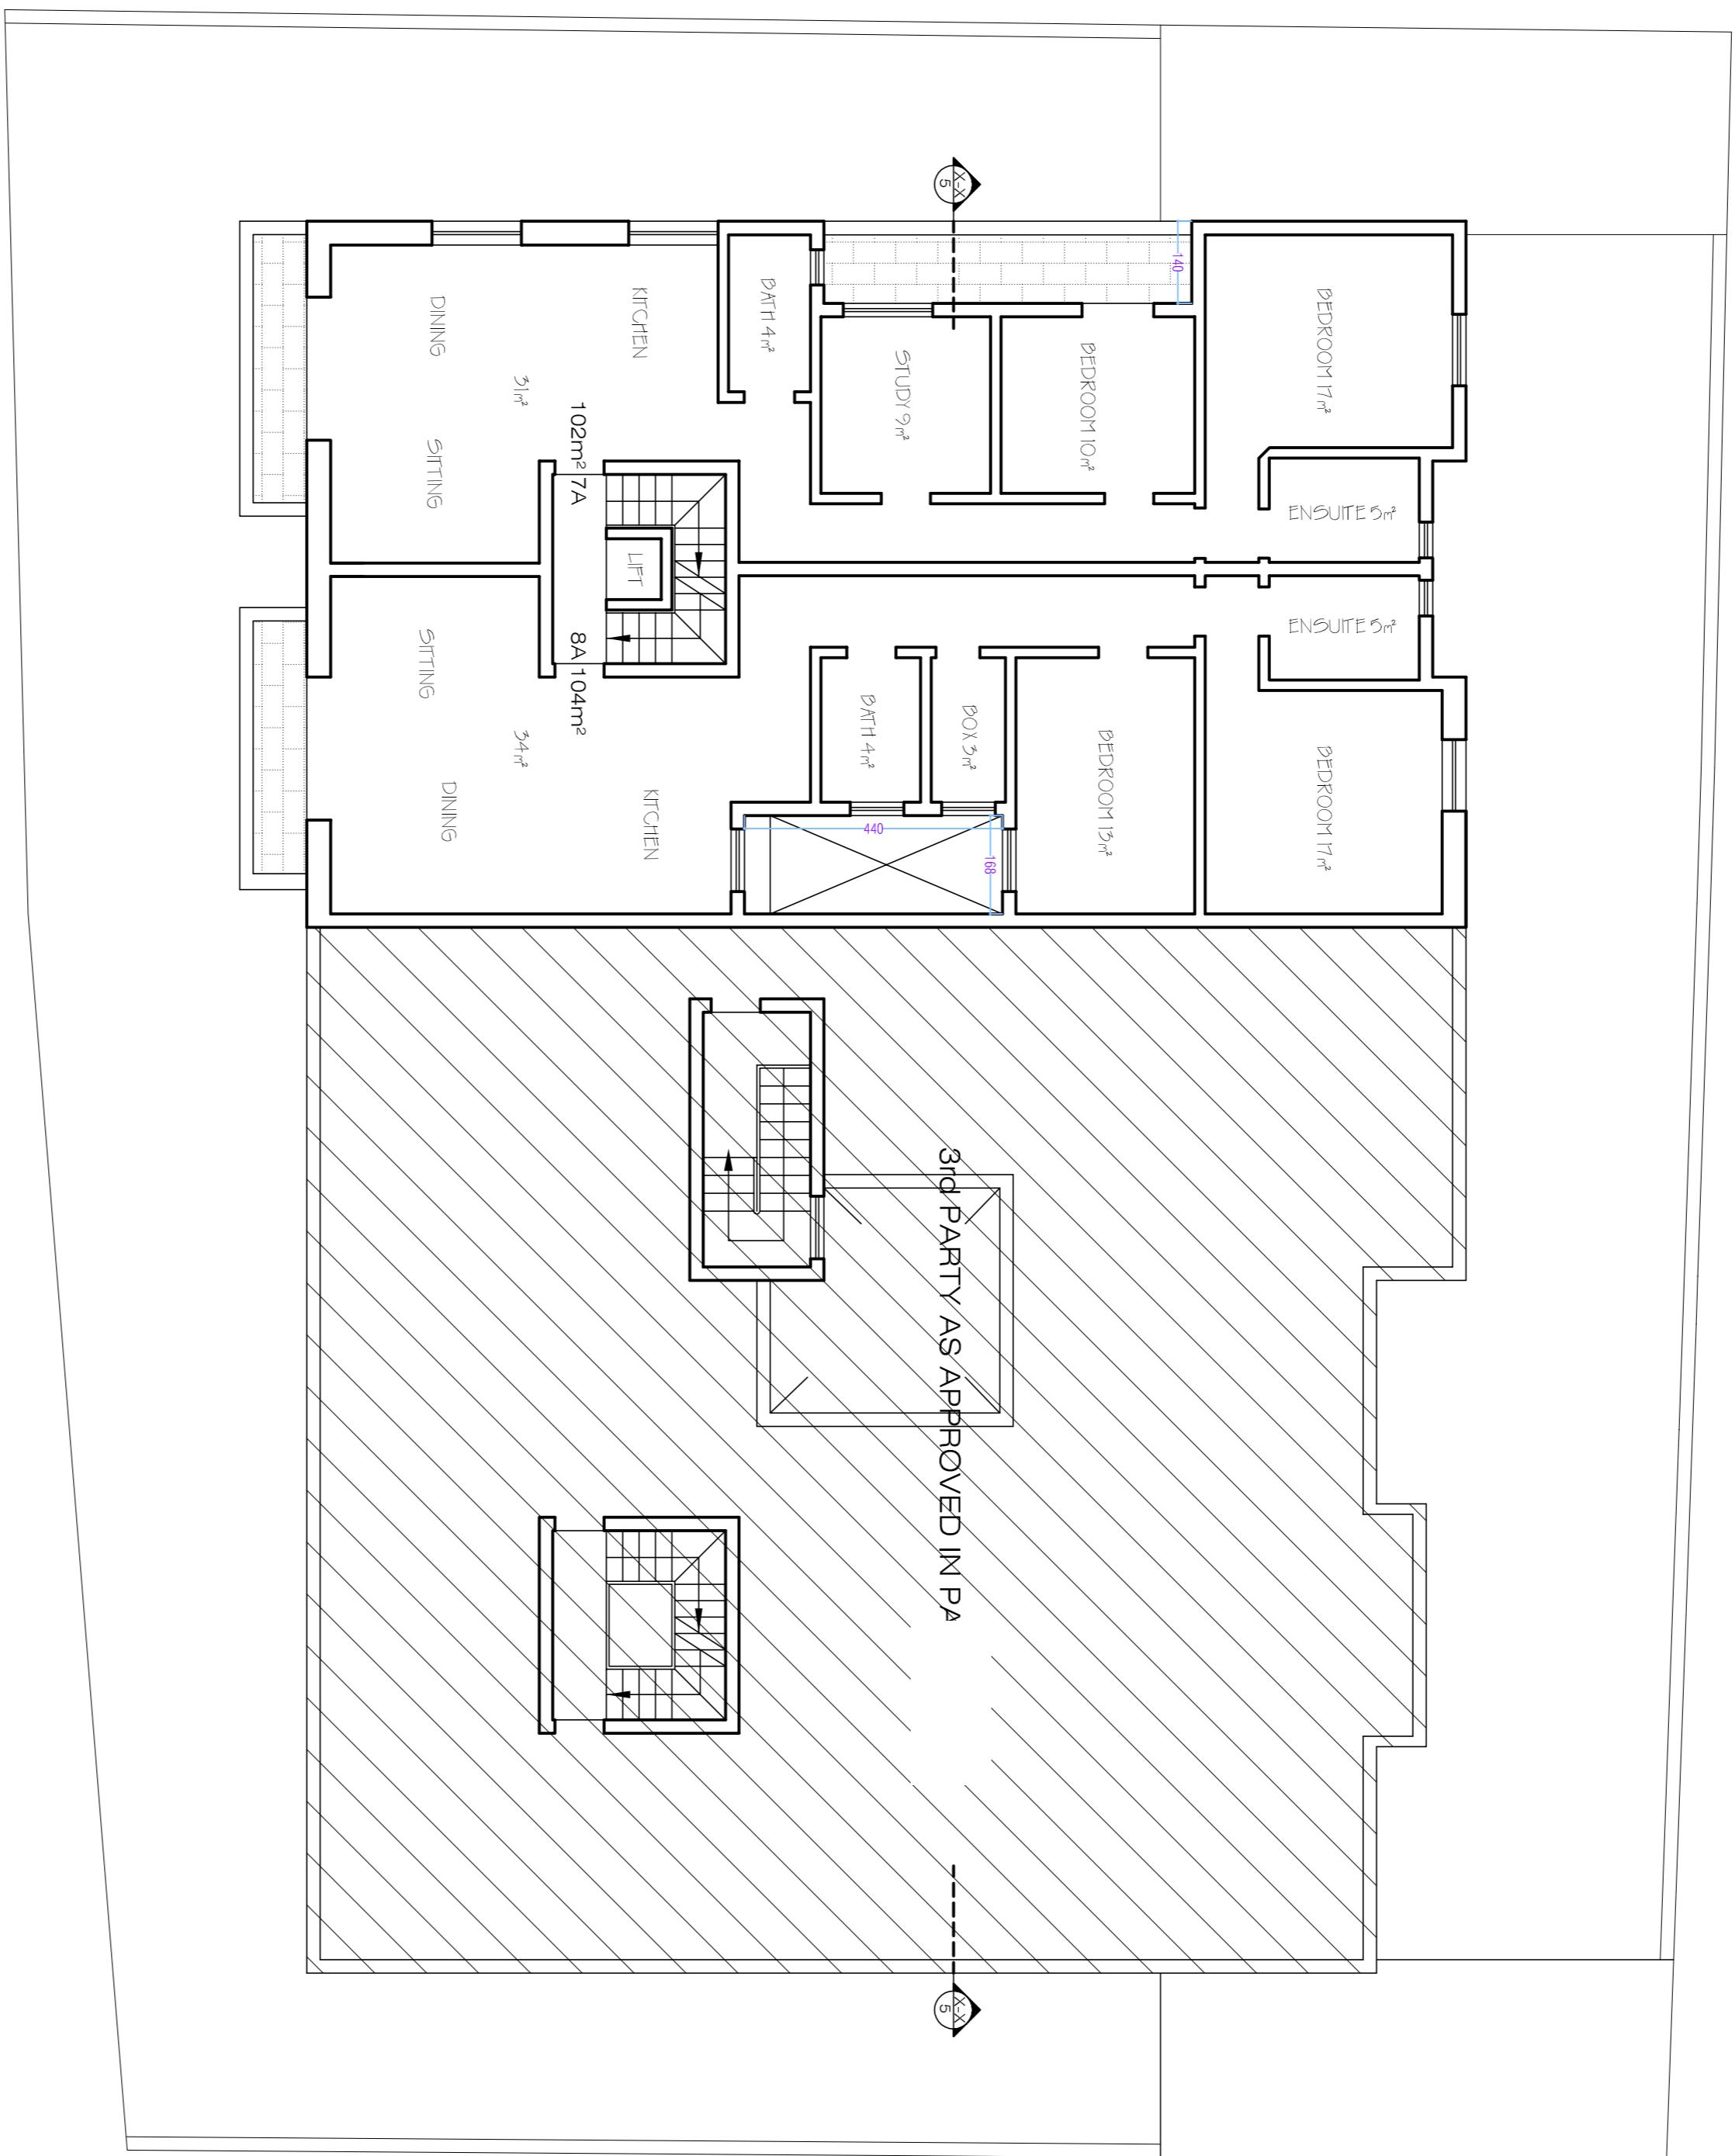 X-X
5
140
BEDROOM 17m²
BEDROOM 10m²
STUDY 9m²
BATH 4m²
KITCHEN
DINING
31m²
SITTING
102m² 7A
LIFT
ENSUITE 5m²
ENSUITE 5m²
8A 104m²
SITTING
34m²
DINING
KITCHEN
BATH 4m²
BOX 3m²
BEDROOM 13m²
BEDROOM 17m²
440
168
3rd PARTY AS APPROVED IN PA
X-X
5